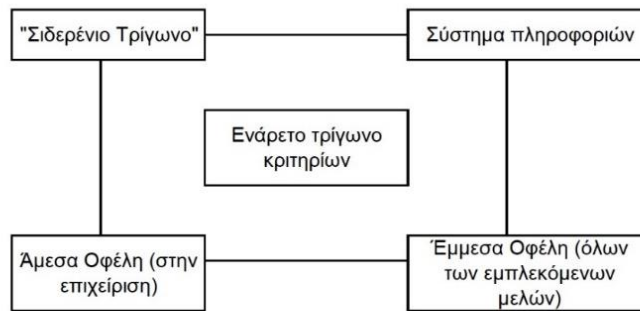 "Σιδερένιο Τρίγωνο"
Σύστημα πληροφοριών
Ενάρετο τρίγωνο
κριτηρίων
Άμεσα Οφέλη (στην
επιχείριση)
Έμμεσα Οφέλη (όλων
των εμπλεκόμενων
μελών)